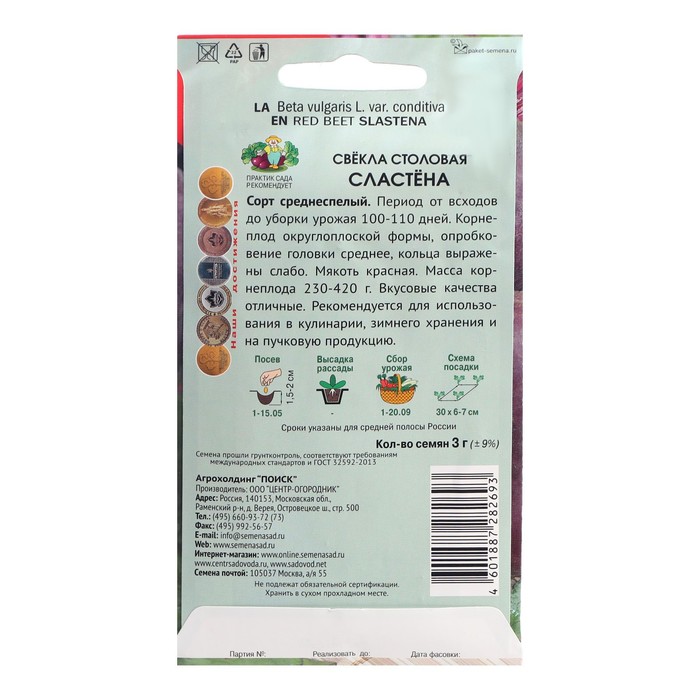 paket-semena.ru
PAP
LA Beta vulgaris L. var. conditiva
EN RED BEET SLASTENA
ПРАКТИК САДА
РЕКОМЕНДУЕТ
СВЁКЛА СТОЛОВАЯ
СЛАСТЁНА
Наши достижения
Сорт среднеспелый. Период от всходов
до уборки урожая 100-110 дней. Корне-
плод округлоплоской формы, опробко-
вение головки среднее, кольца выраже-
ны слабо. Мякоть красная. Масса кор-
неплода 230-420 г. Вкусовые качества
отличные. Рекомендуется для использо-
вания в кулинарии, зимнего хранения и
на пучковую продукцию.
Посев
1,5-2 см
1-15.05
Высадка
рассады
-
Сбор
урожая
1-20.09
Схема
посадки
30 х 6-7 см
Сроки указаны для средней полосы России
Кол-во семян 3 г (± 9%)
Семена прошли грунтконтроль, соответствуют требованиям
международных стандартов и ГОСТ 32592-2013
Агрохолдинг "ПОИСК"
Производитель: ООО "ЦЕНТР-ОГОРОДНИК"
Адрес: Россия, 140153, Московская обл.,
Раменский р-н, д. Верея, Островецкое ш., стр. 500
Тел.: (495) 660-93-72 (73)
Факс: (495) 992-56-57
E-mail: info@semenasad.ru
Web: www.semenasad.ru
Интернет-магазин: www.online.semenasad.ru
www.centrsadovoda.ru, www.sadovod.net
Семена почтой: 105037 Москва, а/я 55
Не подлежат обязательной сертификации.
Хранить в сухом прохладном месте.
4 601887 282693
Партия №: Реализовать до: Дата фасовки: